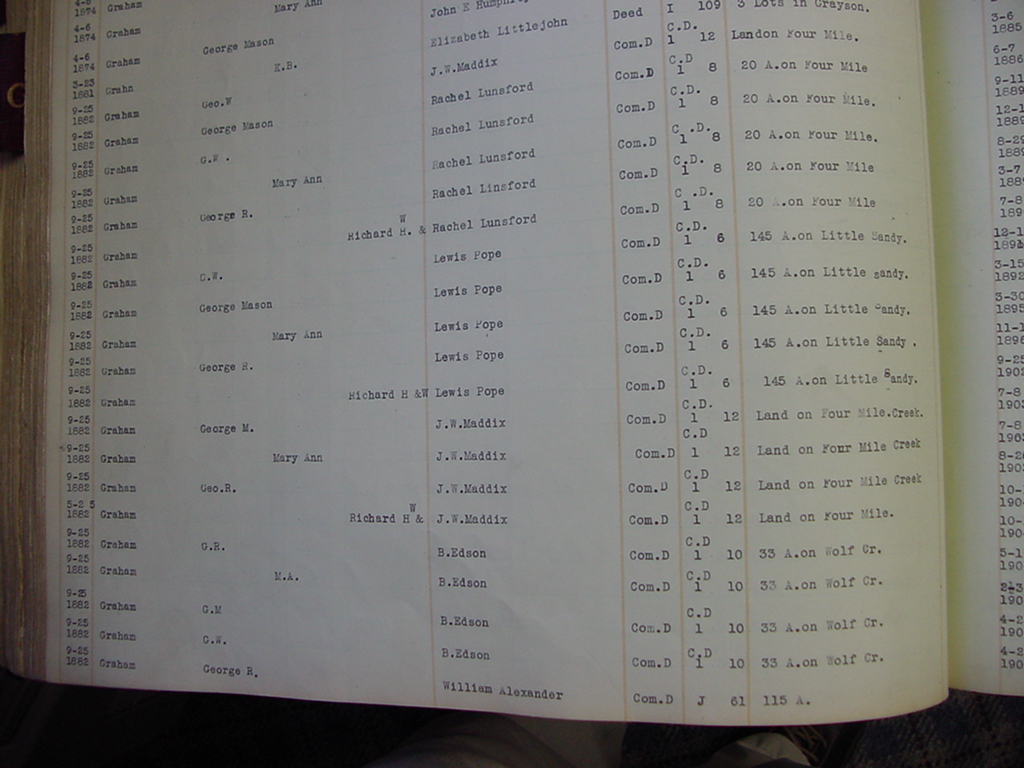 1874 Graham Mary Ann
4-6
1874 Graham George Mason John E
4-6
1874 Graham
3-23
1881 Grahn E.B. Elizabeth Littlejohn Deed I 109 3 Lots in Grayson.
9-25 C.D.
1882 Graham Geo.W J.W.Maddix Com.D 1 12 Landon Four Mile.
9-25 C.D
1882 Graham George Mason Rachel Lunsford Com.D 1 8 20 A.on Four Mile
9-25 C.D.
1882 Graham G.W. Rachel Lunsford Com.D 1 8 20 A.on Four Mile.
9-25 C.D.
1882 Graham Mary Ann Rachel Lunsford Com.D 1 8 20 A.on Four Mile.
9-25 C.D.
1882 Graham George R. Rachel Linsford Com.D 1 8 20 A.on Four Mile
9-25 W C.D.
1882 Graham Richard H. & Rachel Lunsford Com.D 1 8 20 A.on Four Mile
9-25 C.D.
1882 Graham G.W. Lewis Pope Com.D 1 6 145 A.on Little Sandy.
9-25 C.D.
1882 Graham George Mason Lewis Pope Com.D 1 6 145 A.on Little sandy.
9-25 C.D.
1882 Graham Mary Ann Lewis Pope Com.D 1 6 145 A.on Little Sandy.
9-25 C.D.
1882 Graham George R. Lewis Pope Com.D 1 6 145 A.on Little Sandy .
9-25 C.D.
1882 Graham Richard H &W Lewis Pope Com.D 1 6 145 A.on Little Sandy.
9-25 C.D.
1882 Graham George M. J.W.Maddix Com.D 1 12 Land on Four Mile.Creek.
9-25 C.D
1882 Graham Mary Ann J.W.Maddix Com.D 1 12 Land on Four Mile Creek
9-25 C.D
1882 Graham Geo.R. J.W.Maddix Com.D 1 12 Land on Four Mile Creek
5-2 5 W C.D
1882 Graham Richard H & J.W.Maddix Com.D 1 12 Land on Four Mile.
9-25 C.D
1882 Graham G.R. B.Edson Com.D 1 10 33 A.on Wolf Cr.
9-25 C.D
1882 Graham M.A. B.Edson Com.D 1 10 33 A.on Wolf Cr.
9-25 C.D
1882 Graham G.M B.Edson Com.D 1 10 33 A.on Wolf Cr.
9-25 C.D
1882 Graham G.W. B.Edson Com.D 1 10 33 A.on Wolf Cr.
9-25
1882 Graham George R. William Alexander Com.D J 61 115 A.
3-6
1885
6-7
1886